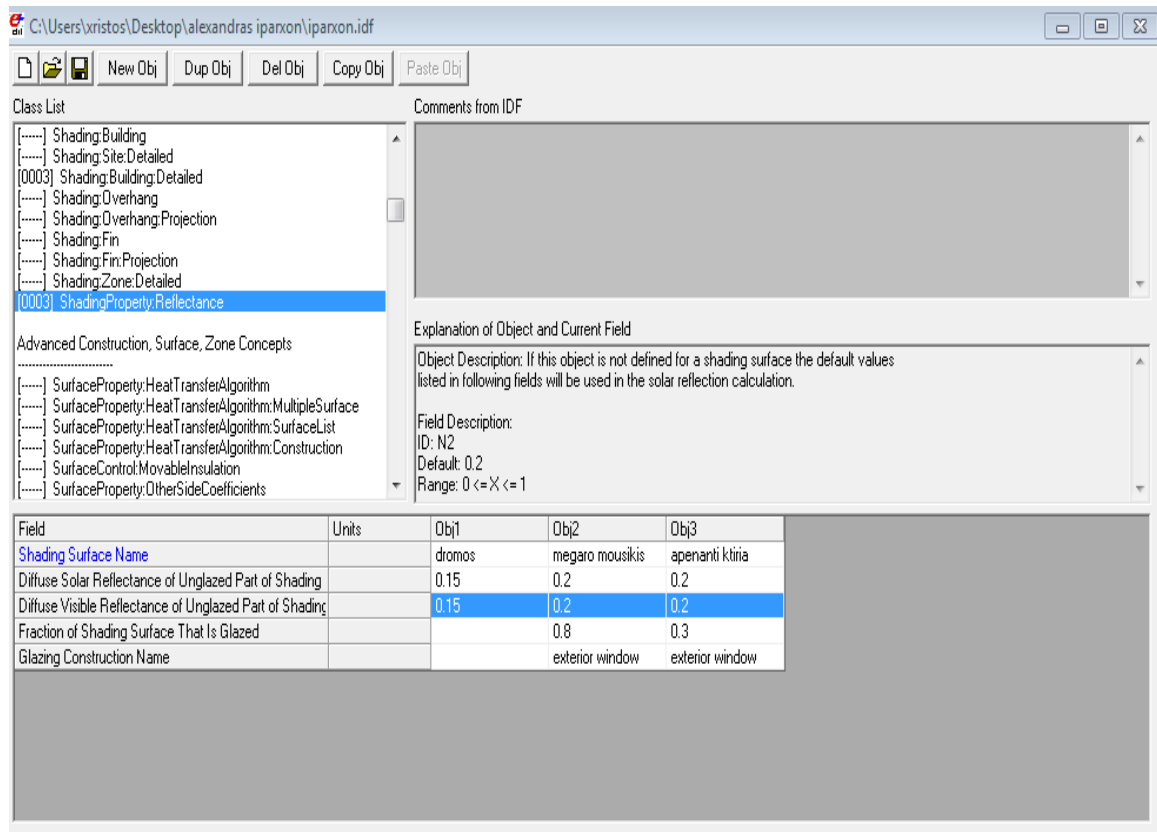 C:\Users\xristos\Desktop\alexandras iparxon\iparxon.idf
New Obj Dup Obj Del Obj Copy Obj Paste Obj
Class List
[------] Shading:Building
[------] Shading:Site:Detailed
[0003] Shading:Building:Detailed
[------] Shading:Overhang
[------] Shading:Overhang:Projection
[------] Shading:Fin
[------] Shading:Fin:Projection
[------] Shading:Zone:Detailed
[0003] ShadingProperty:Reflectance
Advanced Construction, Surface, Zone Concepts
----------------------------
[------] SurfaceProperty:HeatTransferAlgorithm
[------] SurfaceProperty:HeatTransferAlgorithm:MultipleSurface
[------] SurfaceProperty:HeatTransferAlgorithm:SurfaceList
[------] SurfaceProperty:HeatTransferAlgorithm:Construction
[------] SurfaceControl:MovableInsulation
[------] SurfaceProperty:OtherSideCoefficients
Comments from IDF
Explanation of Object and Current Field
Object Description: If this object is not defined for a shading surface the default values
listed in following fields will be used in the solar reflection calculation.
Field Description:
ID: N2
Default: 0.2
Range: 0 <= X <= 1
Field Units Obj1 Obj2 Obj3
Shading Surface Name dromos megaro mousikis apenanti ktiria
Diffuse Solar Reflectance of Unglazed Part of Shading 0.15 0.2 0.2
Diffuse Visible Reflectance of Unglazed Part of Shading 0.15 0.2 0.2
Fraction of Shading Surface That Is Glazed 0.8 0.3
Glazing Construction Name exterior window exterior window